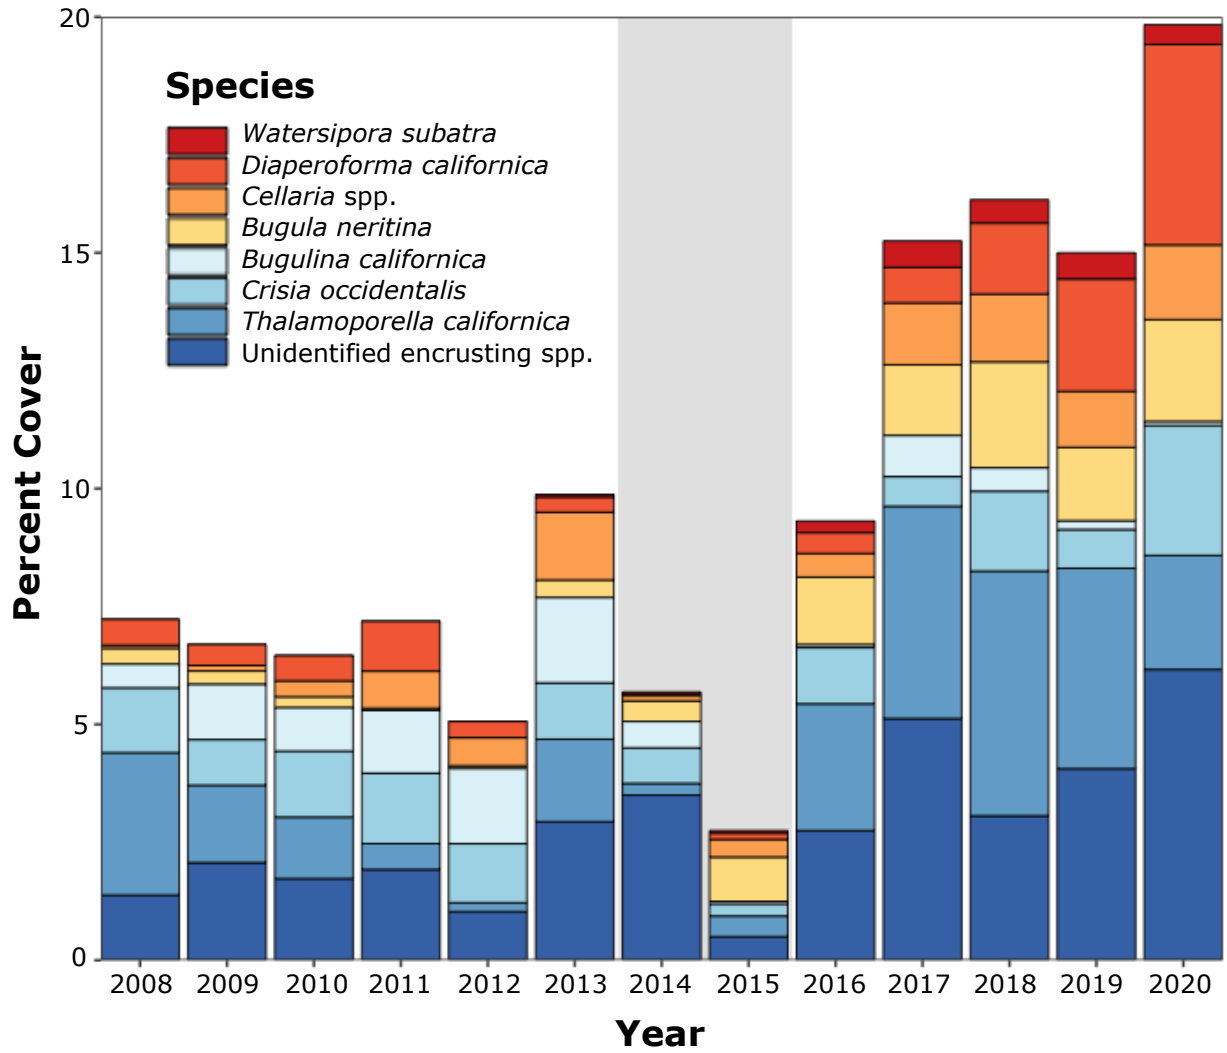 Species
Watersipora subatra
Diaperoforma californica
Cellaria spp.
Bugula neritina
Bugulina californica
Crisia occidentalis
Thalamoporella californica
Unidentified encrusting spp.
Percent Cover
20
15
10
5
0
2008 2009 2010 2011 2012 2013 2014 2015 2016 2017 2018 2019 2020
Year